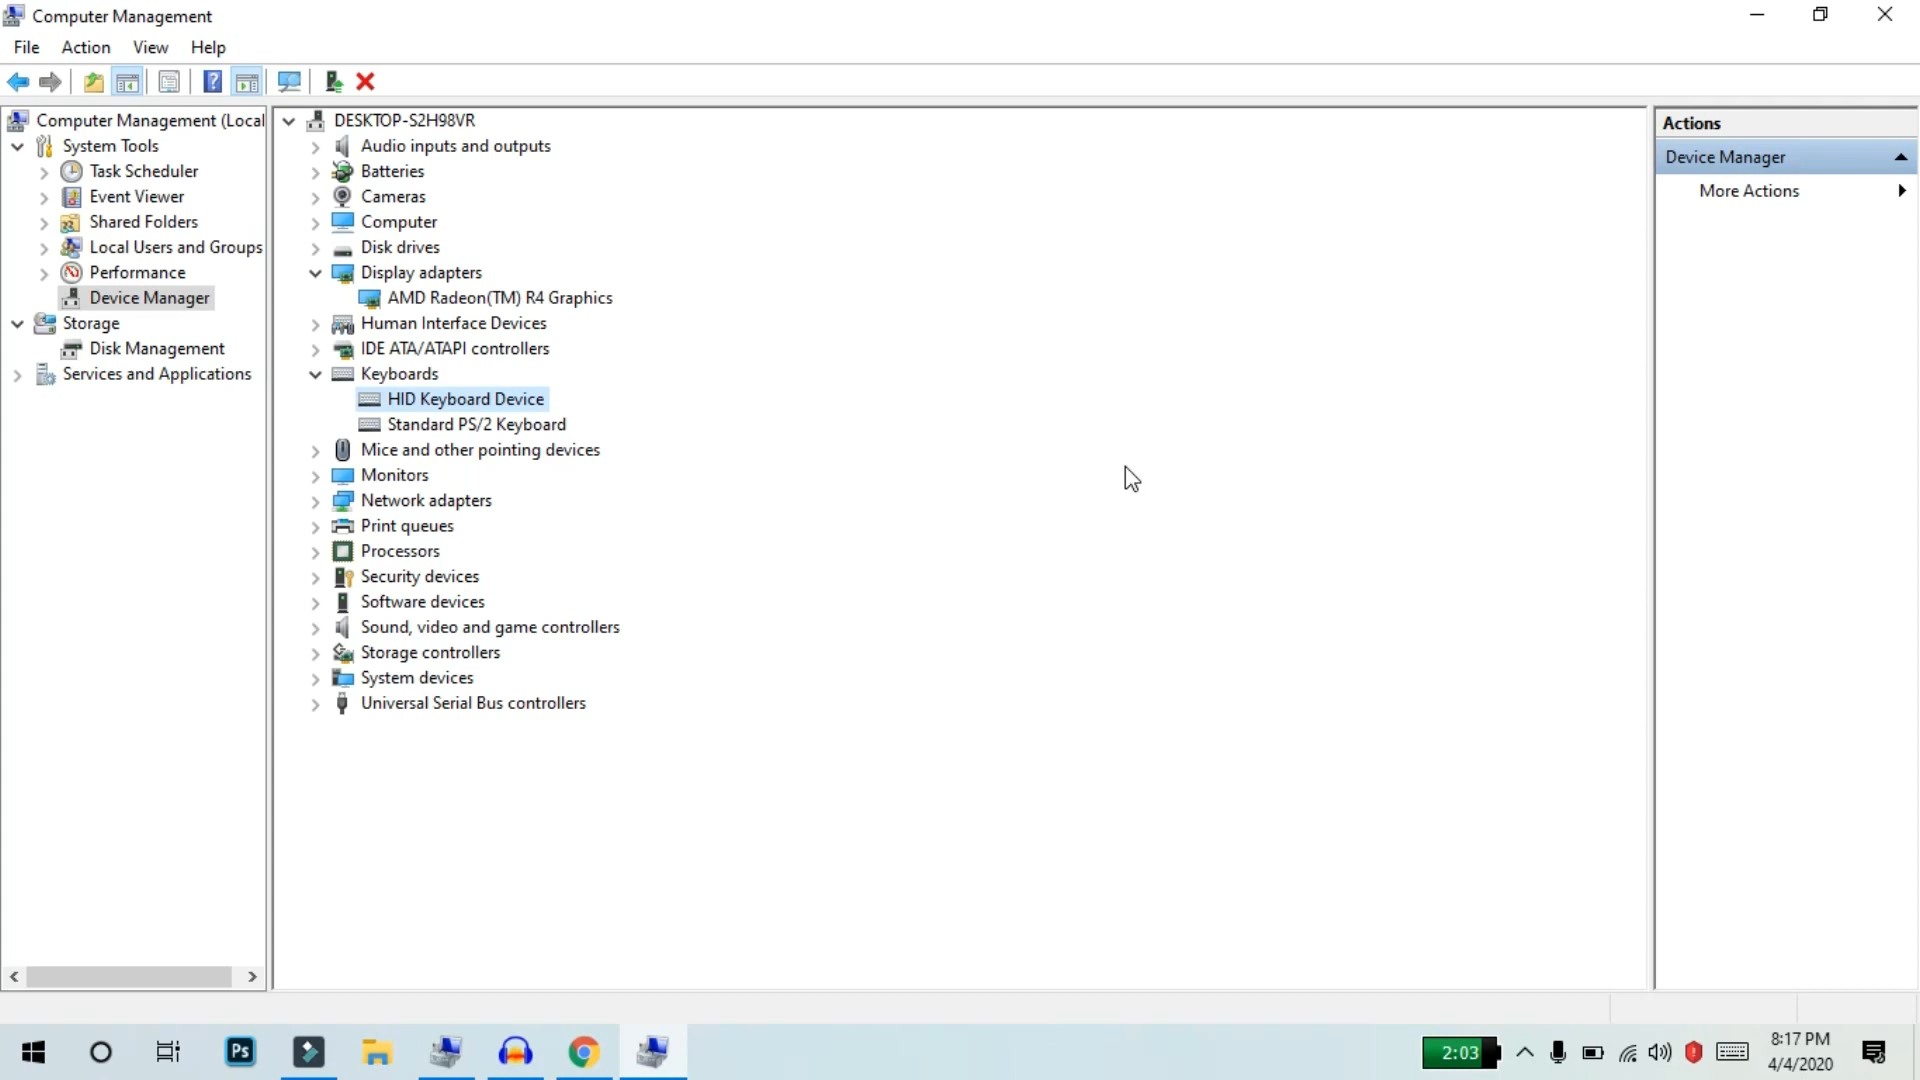 Computer Management
File Action View Help
Computer Management (Local
System Tools
Task Scheduler
Event Viewer
Shared Folders
Local Users and Groups
Performance
Device Manager
Storage
Disk Management
Services and Applications
DESKTOP-S2H98VR
Audio inputs and outputs
Batteries
Cameras
Computer
Disk drives
Display adapters
AMD Radeon(TM) R4 Graphics
Human Interface Devices
IDE ATA/ATAPI controllers
Keyboards
HID Keyboard Device
Standard PS/2 Keyboard
Mice and other pointing devices
Monitors
Network adapters
Print queues
Processors
Security devices
Software devices
Sound, video and game controllers
Storage controllers
System devices
Universal Serial Bus controllers
Actions
Device Manager
More Actions
Ps
2:03
8:17 PM
4/4/2020